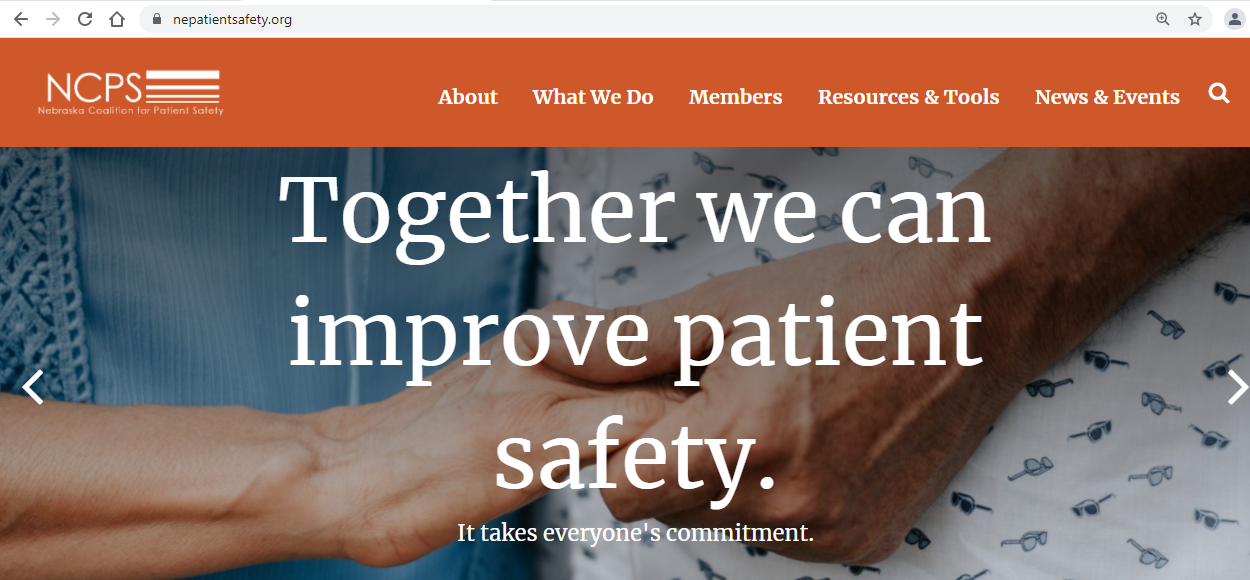 nepatientsafety.org
NCPS
Nebraska Coalition for Patient Safety
About What We Do Members Resources & Tools News & Events
Together we can
improve patient
safety.
It takes everyone's commitment.